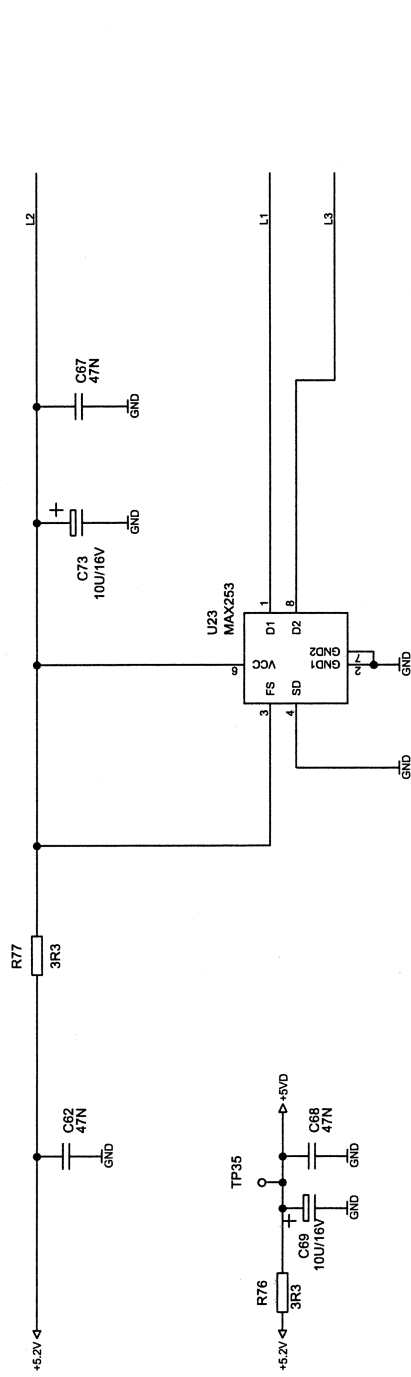 +5.2V
C62
47N
GND
R77
3R3
C73
10U/16V
GND
C67
47N
GND
L2
U23
MAX253
3
FS
4
SD
6
VCC
1
D1
8
D2
GND1
GND2
2
7
GND
GND
L1
L3
+5.2V
R76
3R3
C69
10U/16V
GND
TP35
C68
47N
GND
+5VD